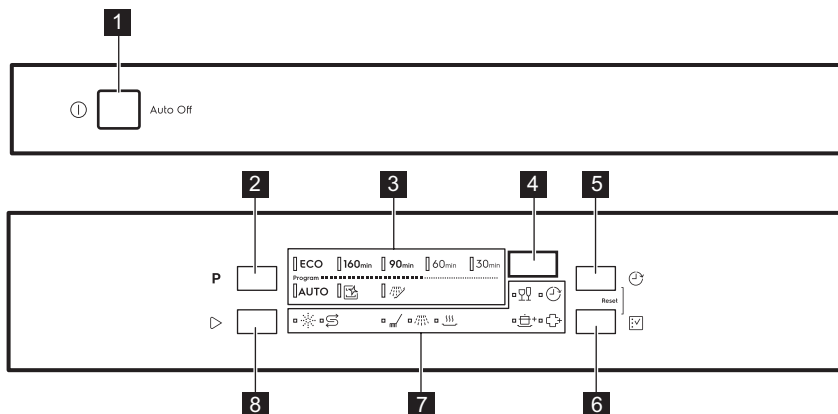 1
Auto Off
2 3 4 5
P ECO 160min 90min 60min 30min
Program
AUTO
Reset
8 7 6